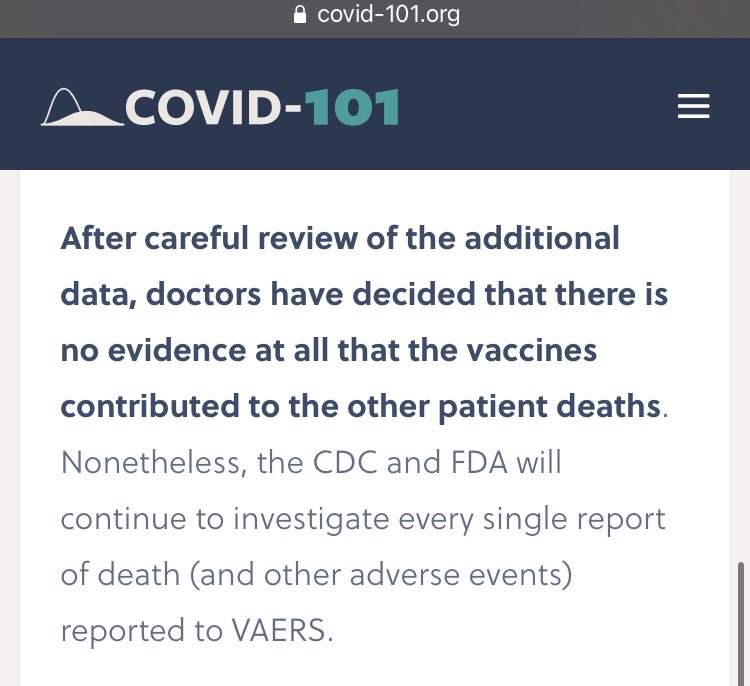 covid-101.org
COVID-101
After careful review of the additional
data, doctors have decided that there is
no evidence at all that the vaccines
contributed to the other patient deaths.
Nonetheless, the CDC and FDA will
continue to investigate every single report
of death (and other adverse events)
reported to VAERS.